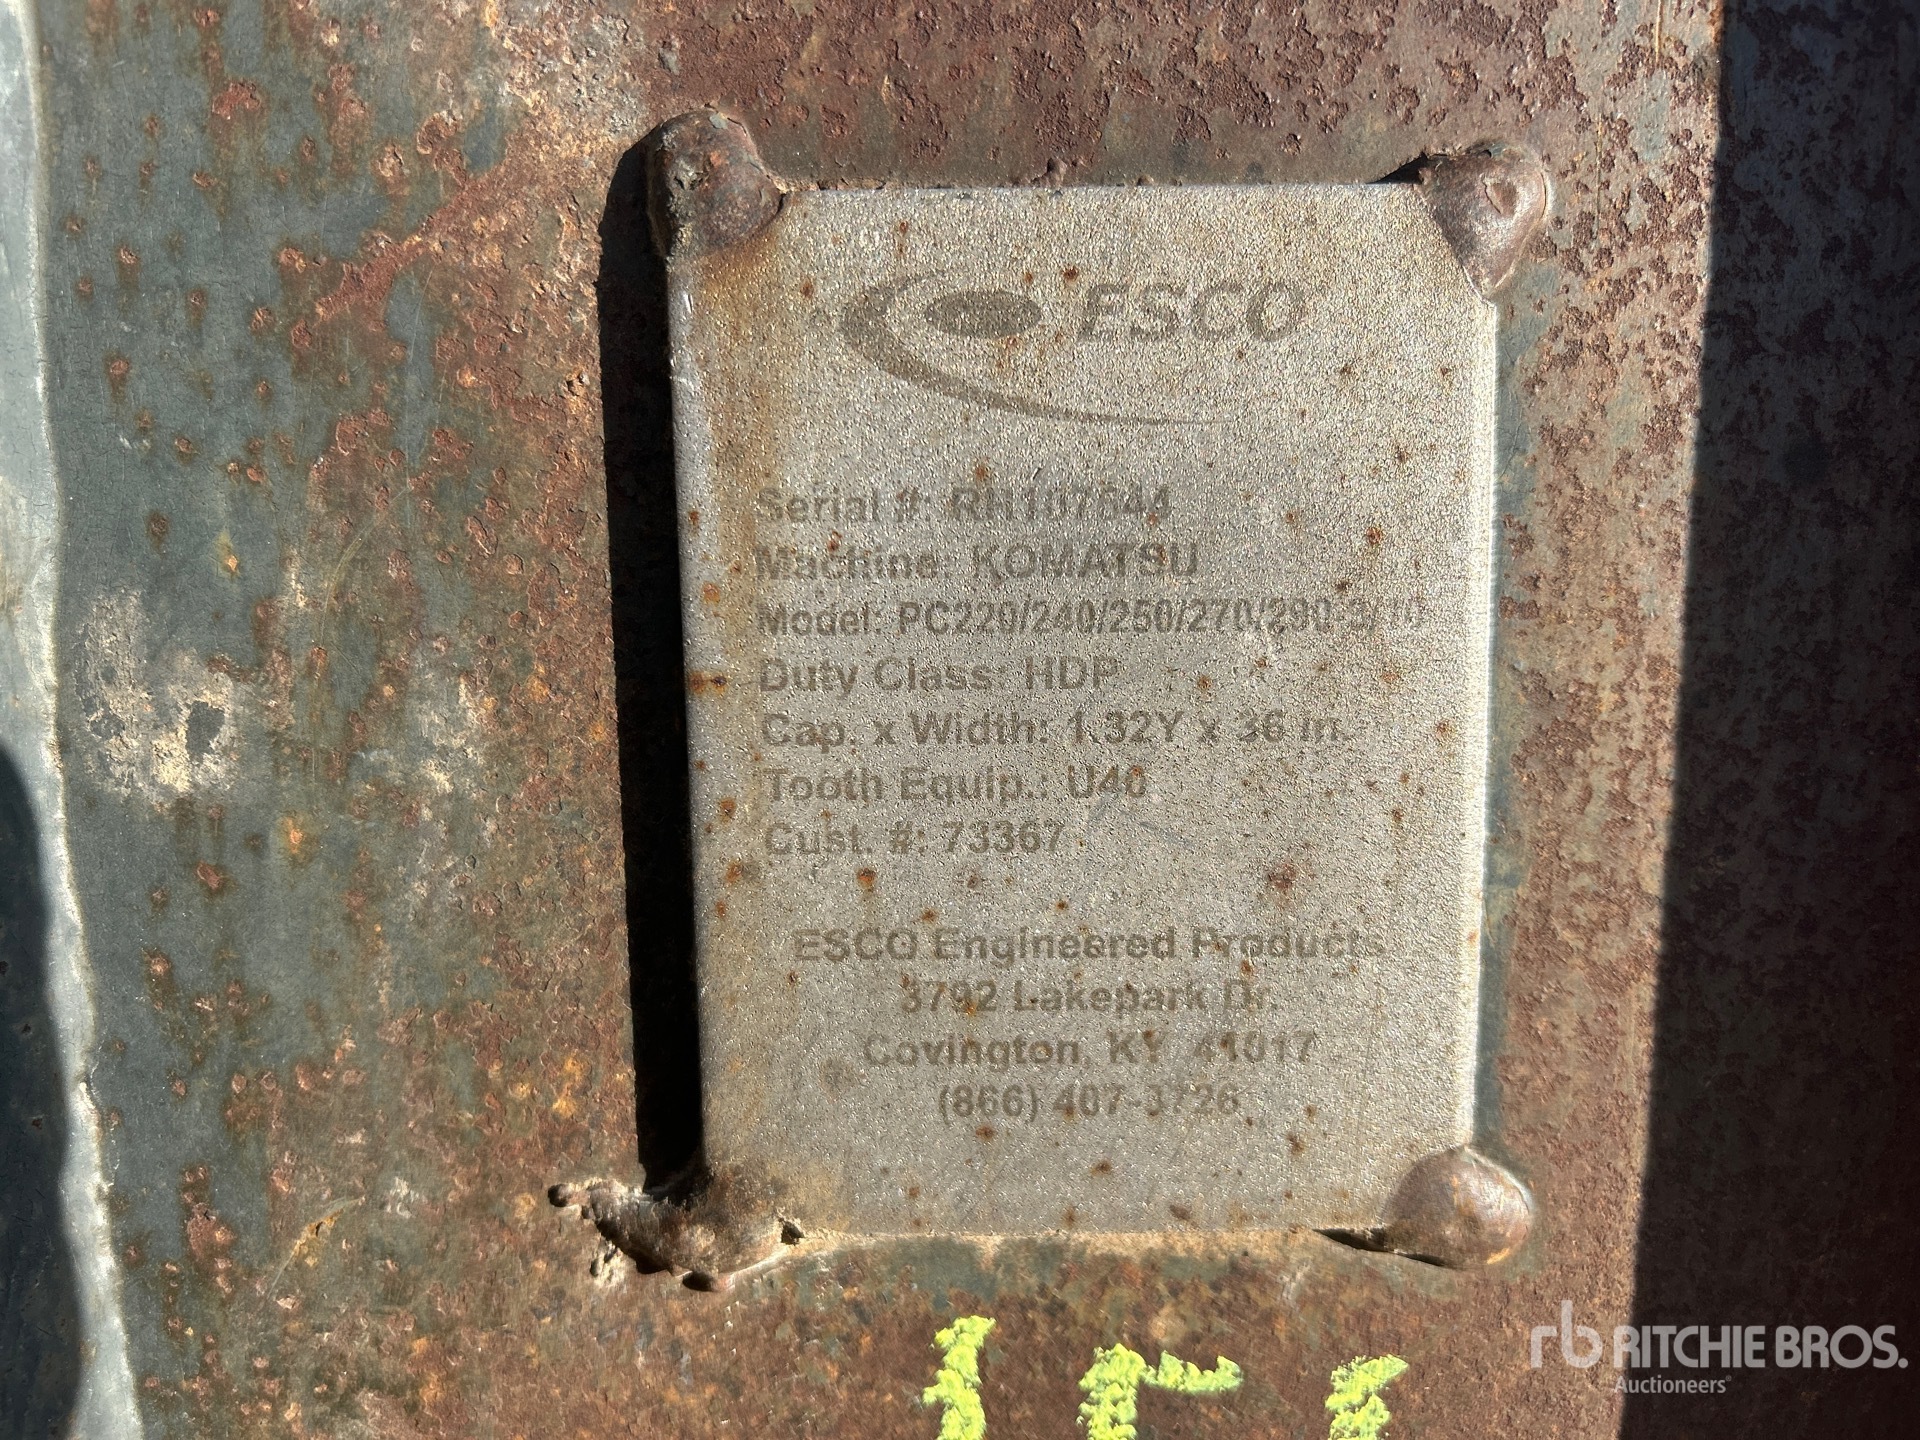 ESCO
Serial #: RH107644
Machine: KOMATSU
Model: PC220/240/250/270/290-3/10
Duty Class: HDP
Cap. x Width: 1.32Y x 36 in.
Tooth Equip.: U40
Cust. #: 73367
ESCO Engineered Products
3792 Lakepark Dr.
Covington, KY 41017
(866) 407-3726
rb RITCHIE BROS.
Auctioneers